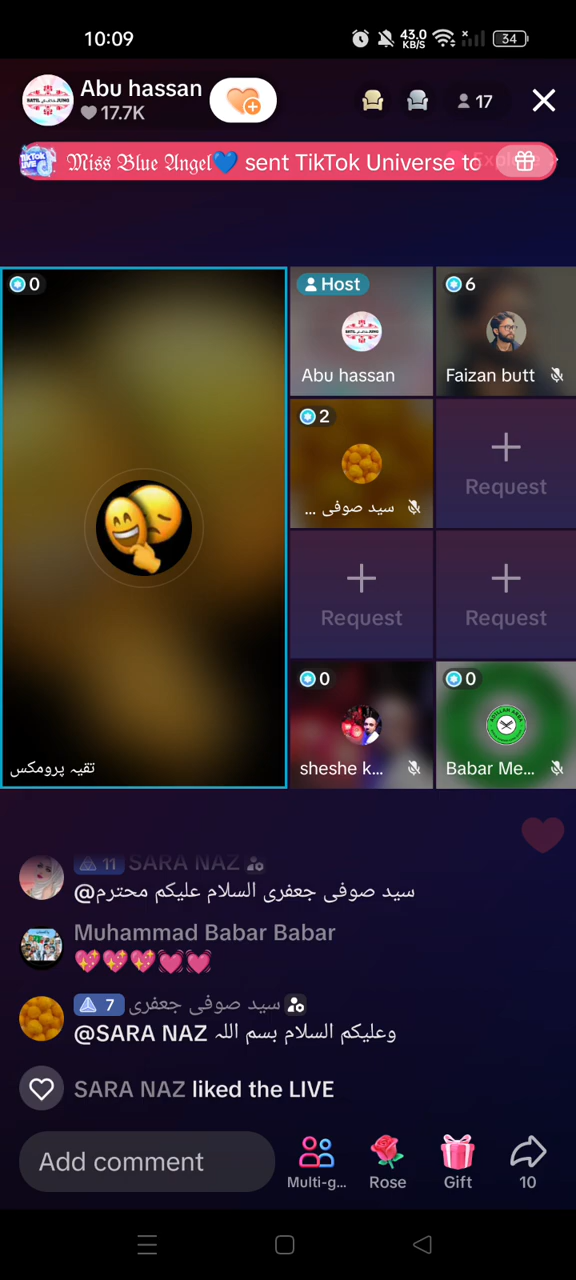 10:09
43.0 KB/S
34
Abu hassan
17.7K
17
𝔐𝔦𝔰𝔰 𝔅𝔩𝔲𝔢 𝔄𝔫𝔤𝔢𝔩💙 sent TikTok Universe to
0
Host
Abu hassan
6
Faizan butt
2
سید صوفی ...
Request
Request
Request
0
sheshe k...
0
Babar Me...
تقیہ پرومکس
11 SARA NAZ
@سید صوفی جعفری السلام علیکم محترم
Muhammad Babar Babar
💖💖💖💓💓
7 سید صوفی جعفری
@SARA NAZ وعلیکم السلام بسم اللہ
SARA NAZ liked the LIVE
Add comment
Multi-g...
Rose
Gift
10